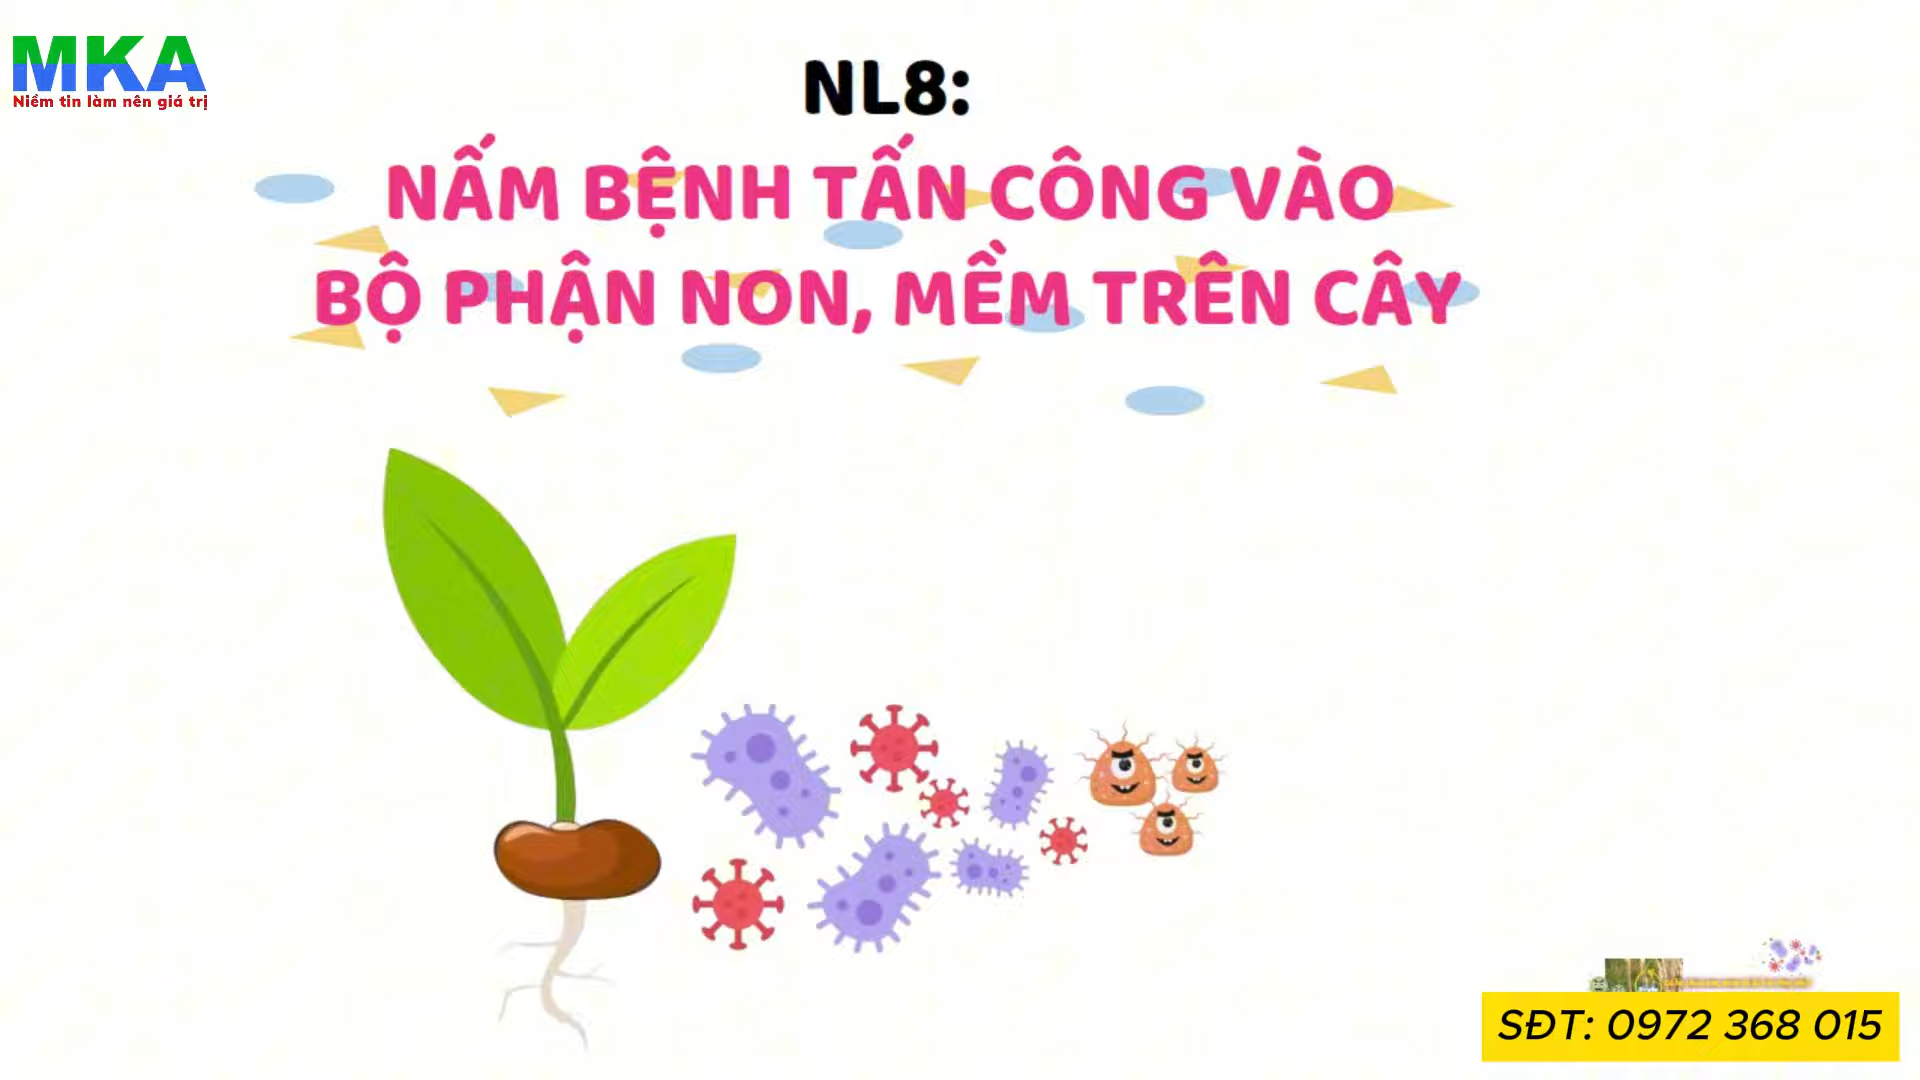 MKA
Niềm tin làm nên giá trị
NL8:
NẤM BỆNH TẤN CÔNG VÀO
BỘ PHẬN NON, MỀM TRÊN CÂY
SĐT: 0972 368 015